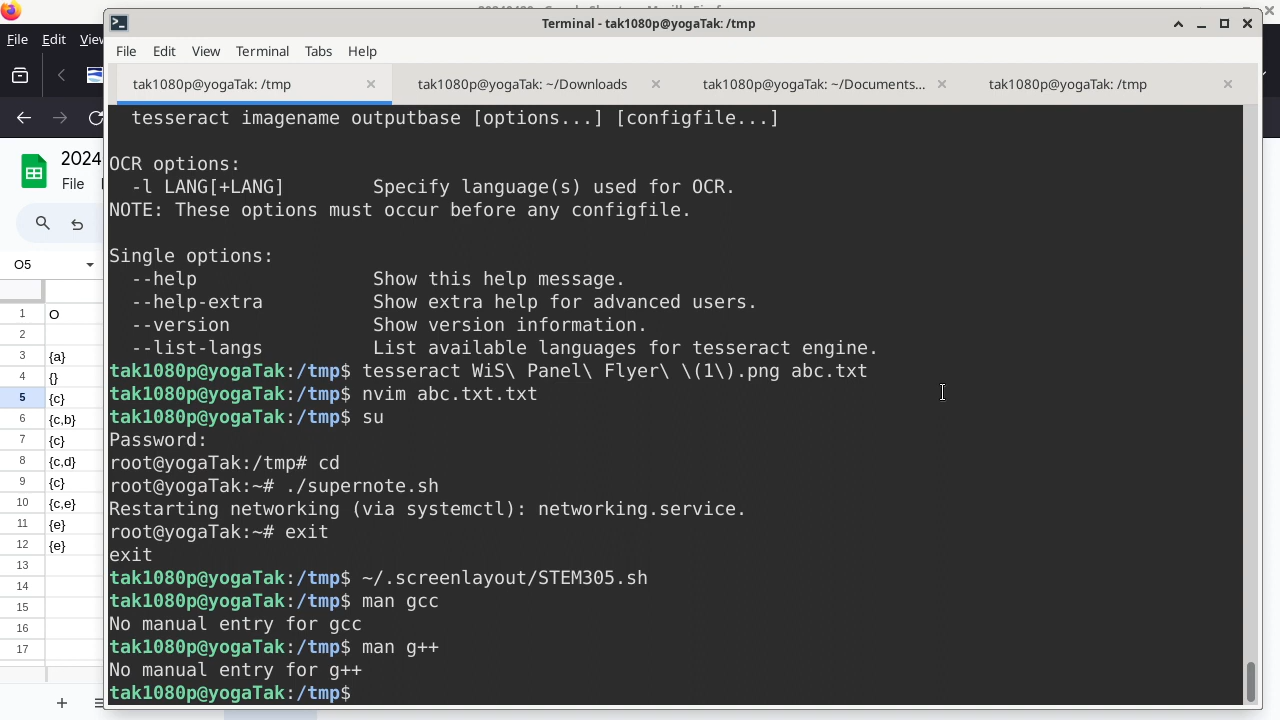 Terminal - tak1080p@yogaTak: /tmp
File Edit View Terminal Tabs Help
tak1080p@yogaTak: /tmp
tak1080p@yogaTak: ~/Downloads
tak1080p@yogaTak: ~/Documents...
tak1080p@yogaTak: /tmp
tesseract imagename outputbase [options...] [configfile...]
OCR options:
-l LANG[+LANG] Specify language(s) used for OCR.
NOTE: These options must occur before any configfile.
Single options:
--help Show this help message.
--help-extra Show extra help for advanced users.
--version Show version information.
--list-langs List available languages for tesseract engine.
tak1080p@yogaTak:/tmp$ tesseract WiS\ Panel\ Flyer\ \(1\).png abc.txt
tak1080p@yogaTak:/tmp$ nvim abc.txt.txt
tak1080p@yogaTak:/tmp$ su
Password:
root@yogaTak:/tmp# cd
root@yogaTak:~# ./supernote.sh
Restarting networking (via systemctl): networking.service.
root@yogaTak:~# exit
exit
tak1080p@yogaTak:/tmp$ ~/.screenlayout/STEM305.sh
tak1080p@yogaTak:/tmp$ man gcc
No manual entry for gcc
tak1080p@yogaTak:/tmp$ man g++
No manual entry for g++
tak1080p@yogaTak:/tmp$
File Edit
2024
File
O5
1 O
2
3 {a}
4 {}
5 {c}
6 {c,b}
7 {c}
8 {c,d}
9 {c}
10 {c,e}
11 {e}
12 {e}
13
14
15
16
17